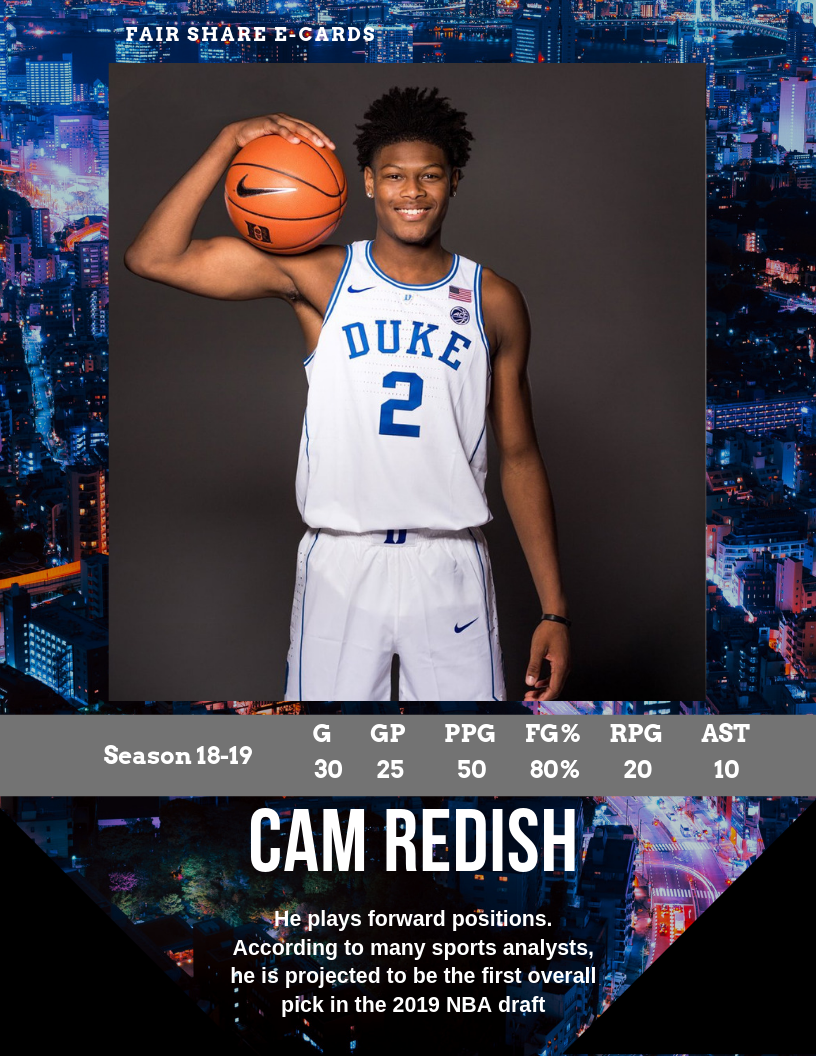 FAIR SHARE E-CARDS
DUKE
2
Season 18-19
G GP PPG FG% RPG AST
30 25 50 80% 20 10
CAM REDISH
He plays forward positions.
According to many sports analysts,
he is projected to be the first overall
pick in the 2019 NBA draft